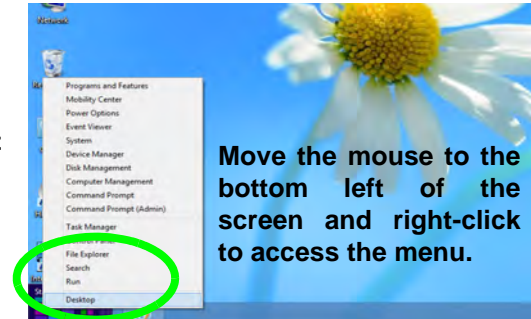 Network
Programs and Features
Mobility Center
Power Options
Event Viewer
System
Device Manager
Disk Management
Computer Management
Command Prompt
Command Prompt (Admin)
Task Manager
File Explorer
Search
Run
Desktop
Move the mouse to the
bottom left of the
screen and right-click
to access the menu.